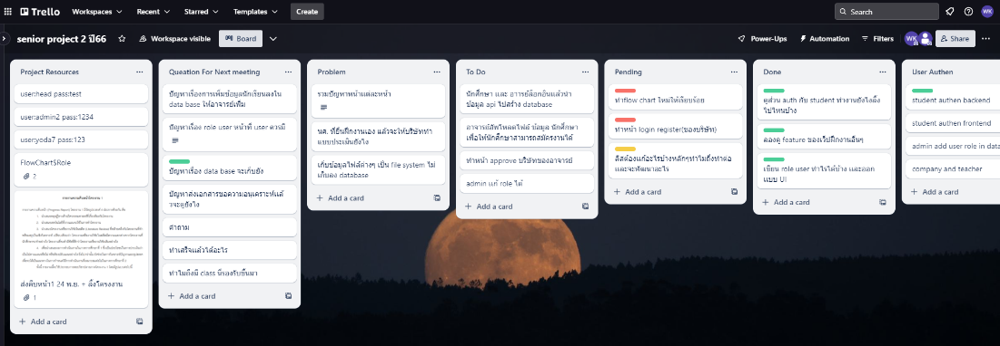 Trello
Workspaces
Recent
Starred
Templates
Create
Search
WK
senior project 2 ปี66
Workspace visible
Board
Power-Ups
Automation
Filters
WK
Share
Project Resources
user:head pass:test
user:admin2 pass:1234
user:yoda7 pass:123
FlowChart$Role
2
ส่งคืบหน้า1 24 พ.ย. + ลิ้งโครงงาน
1
Add a card
Quession For Next meeting
ปัญหาเรื่องการเพิ่มข้อมูลนักเรียนลงใน
data base ให้อาจารย์เพิ่ม
ปัญหาเรื่อง role user หน้าที่ user ควรมี
ปัญหาเรื่อง data base จะเก็บยัง
ปัญหาส่งเอกสารขอความอนุเคราะห์แล้
วจะดูยังไง
คำถาม
ทำเสร็จแล้วได้อะไร
ทำไมถึงมี class นี้รองรับขึ้นมา
Add a card
Problem
รวมปัญหาหน้าแต่ละหน้า
นศ. ที่ยื่นฝึกงานเอง แล้วจะให้บริษัททำ
แบบประเมินยังไง
เก็บข้อมูลไฟล์ต่างๆ เป็น file system ไม่
เก็บลง database
Add a card
To Do
นักศึกษา และ อาารย์ล็อกอินแล้วนำ
ข้อมูล api ไปสร้าง database
อาจารย์อัพโหลดไฟล์ ข้อมูล นักศึกษา
เพื่อให้นักศึกษาสามารถสมัครงานได้
ทำหน้า approve บริษัทของอาจารย์
admin แก้ role ได้
Add a card
Pending
ทำflow chart ใหม่ให้เรียบร้อย
ทำหน้า login register(ของบริษัท)
ลิสต์ต้องแก้อะไรบ้างหลักๆทำไมถึงทำต่อ
และจะพัฒนาอะไร
Add a card
Done
ดูส่วน auth กับ student ทำงานยังไงลิ้ง
ไปไหนบ้าง
ลองดู feature ของเว็ปฝึกงานอื่นๆ
เขียน role user ทำไรได้บ้าง และออก
แบบ UI
Add a card
User Authen
student authen backend
student authen frontend
admin add user role in data
company and teacher
Add a card